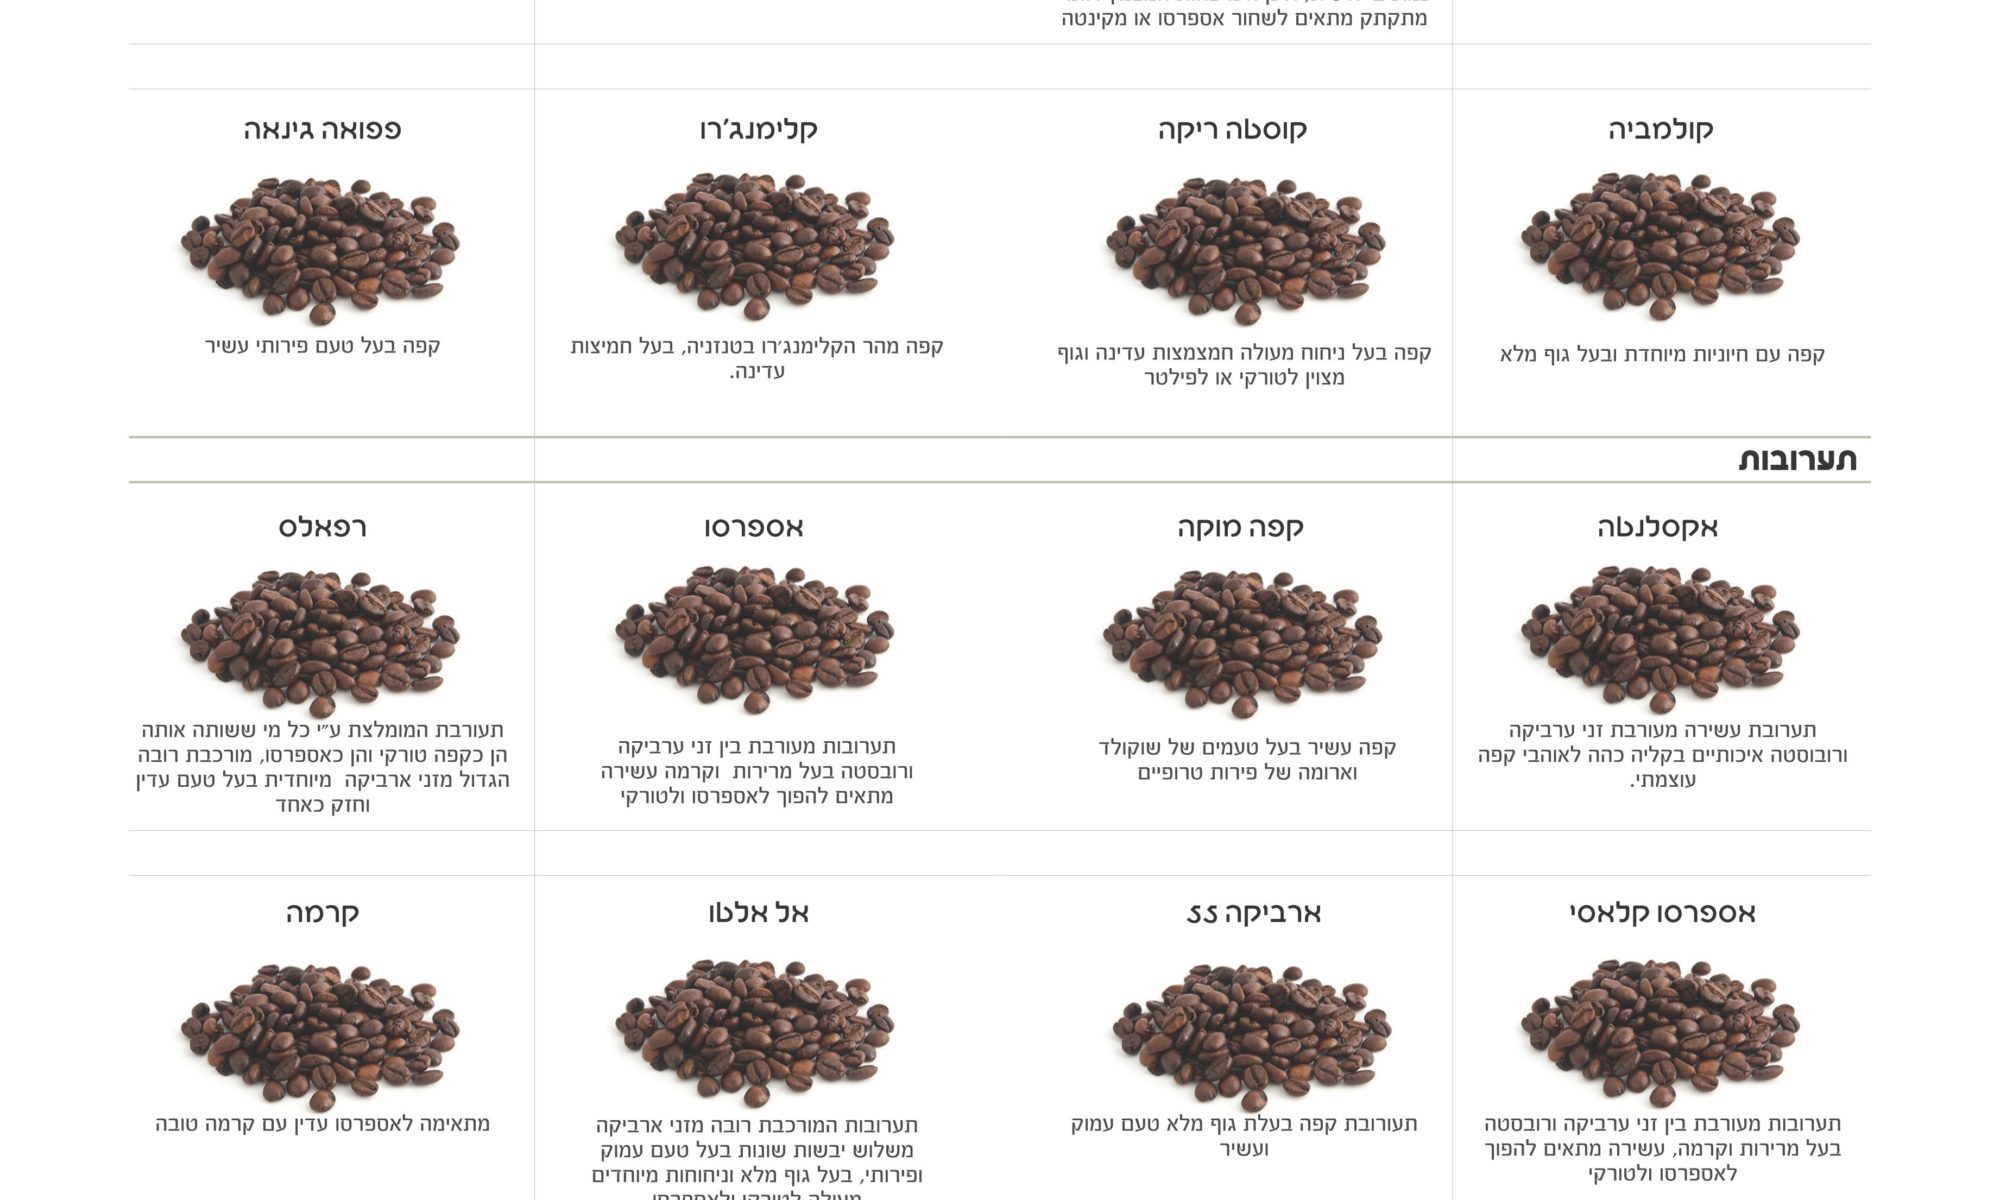 מתקתק מתאים לשחור אספרסו או מקינטה
קולמביה
קפה עם חיוניות מיוחדת ובעל גוף מלא
קוסטה ריקה
קפה בעל ניחוח מעולה חמצמצות עדינה וגוף
מצוין לטורקי או לפילטר
קלימנג'רו
קפה מהר הקלימנג'רו בטנזניה, בעל חמיצות
עדינה.
פפואה גינאה
קפה בעל טעם פירותי עשיר
תערובות
אקסלנטה
תערובת עשירה מעורבת זני ערביקה
ורובוסטה איכותיים בקליה כהה לאוהבי קפה
עוצמתי.
קפה מוקה
קפה עשיר בעל טעמים של שוקולד
וארומה של פירות טרופיים
אספרסו
תערובות מעורבת בין זני ערביקה
ורובסטה בעל מרירות וקרמה עשירה
מתאים להפוך לאספרסו ולטורקי
רפאלס
תעורבת המומלצת ע"י כל מי ששותה אותה
הן כקפה טורקי והן כאספרסו, מורכבת רובה
הגדול מזני ארביקה מיוחדית בעל טעם עדין
וחזק כאחד
אספרסו קלאסי
תערובות מעורבת בין זני ערביקה ורובסטה
בעל מרירות וקרמה, עשירה מתאים להפוך
לאספרסו ולטורקי
ארביקה 55
תעורובת קפה בעלת גוף מלא טעם עמוק
ועשיר
אל אלטו
תערובות המורכבת רובה מזני ארביקה
משלוש יבשות שונות בעל טעם עמוק
ופירותי, בעל גוף מלא וניחוחות מיוחדים
מעולה לטורקי ולאספרסו
קרמה
מתאימה לאספרסו עדין עם קרמה טובה